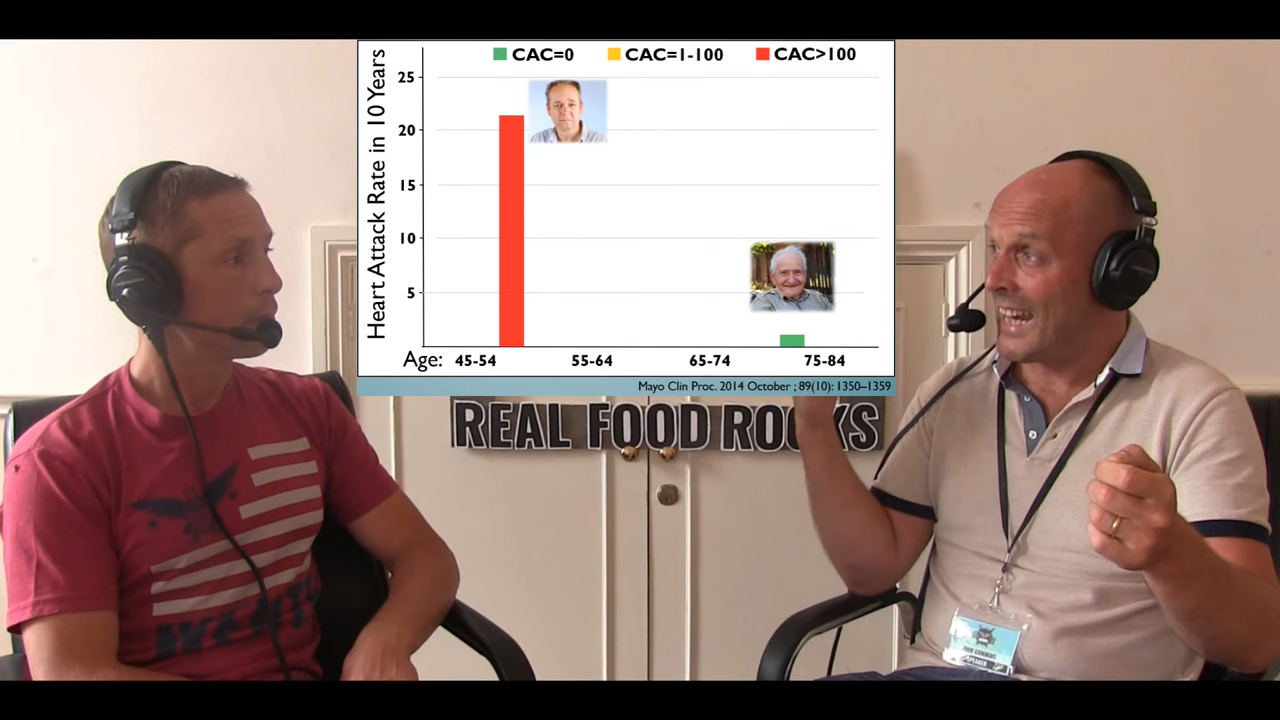 CAC=0 CAC=1-100 CAC>100
Heart Attack Rate in 10 Years
25
20
15
10
5
Age: 45-54 55-64 65-74 75-84
Mayo Clin Proc. 2014 October ; 89(10): 1350–1359
REAL FOOD ROCKS
SPEAKER